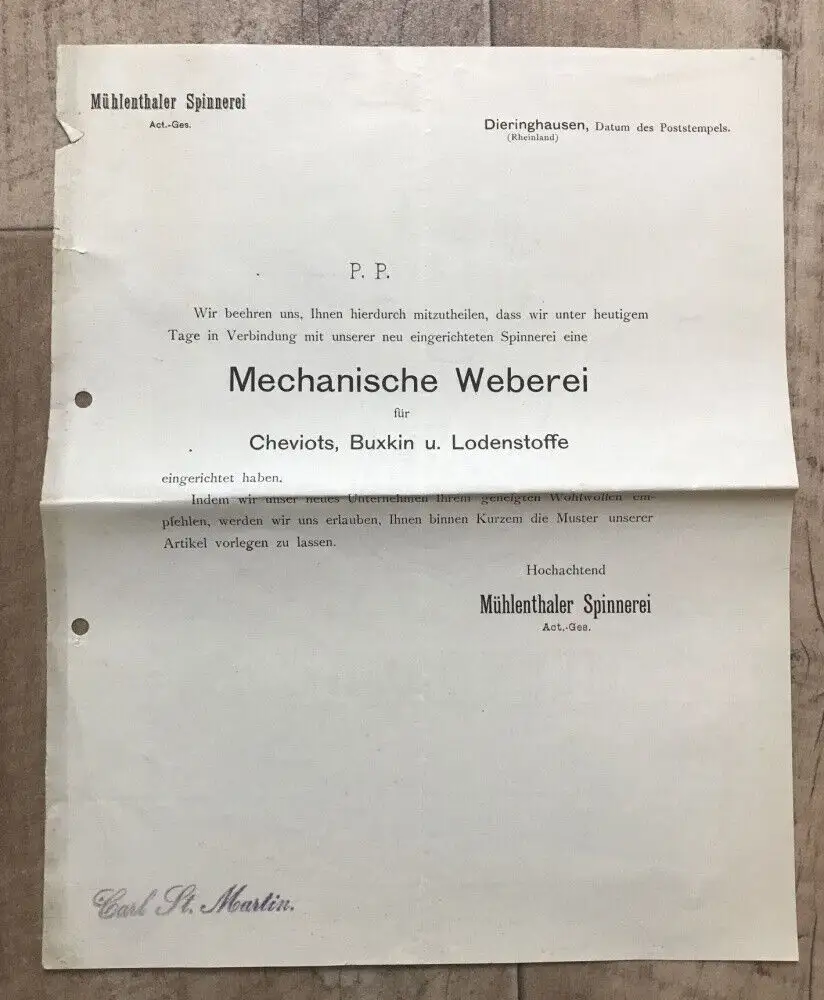 Mühlenthaler Spinnerei
Act.-Ges.
Dieringhausen, Datum des Poststempels.
(Rheinland)
P. P.
Wir beehren uns, Ihnen hierdurch mitzutheilen, dass wir unter heutigem
Tage in Verbindung mit unserer neu eingerichteten Spinnerei eine
Mechanische Weberei
für
Cheviots, Buxkin u. Lodenstoffe
eingerichtet haben.
Indem wir unser neues Unternehmen Ihrem geneigten Wohlwollen em-
pfehlen, werden wir uns erlauben, Ihnen binnen Kurzem die Muster unserer
Artikel vorlegen zu lassen.
Hochachtend
Mühlenthaler Spinnerei
Act.-Ges.
Carl St. Martin.